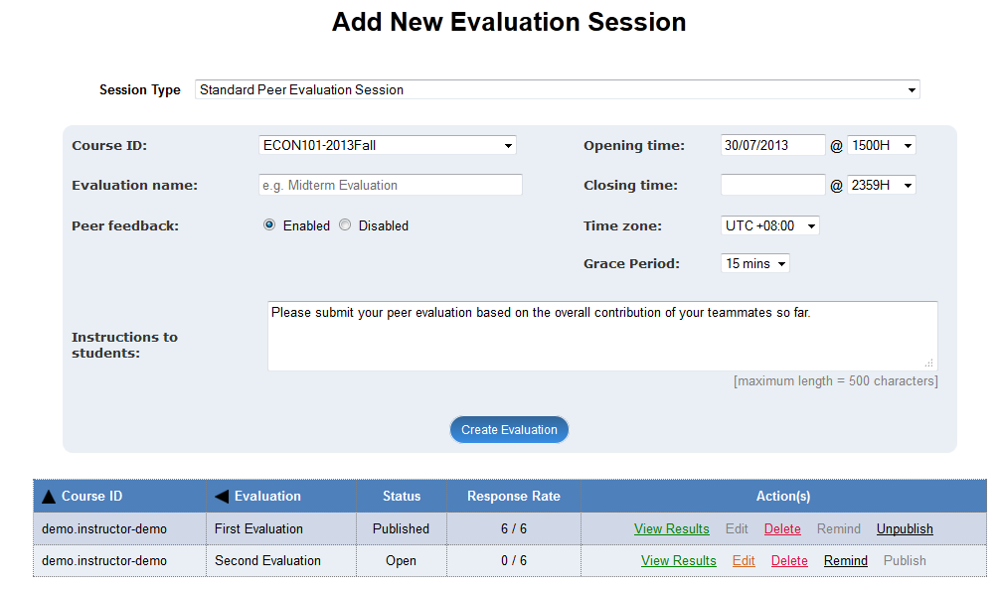 Add New Evaluation Session
Session Type Standard Peer Evaluation Session
Course ID: ECON101-2013Fall Opening time: 30/07/2013 @ 1500H
Evaluation name: e.g. Midterm Evaluation Closing time: @ 2359H
Peer feedback: Enabled Disabled Time zone: UTC +08:00
Grace Period: 15 mins
Instructions to
students:
Please submit your peer evaluation based on the overall contribution of your teammates so far.
[maximum length = 500 characters]
Create Evaluation
Course ID Evaluation Status Response Rate Action(s)
demo.instructor-demo First Evaluation Published 6 / 6 View Results Edit Delete Remind Unpublish
demo.instructor-demo Second Evaluation Open 0 / 6 View Results Edit Delete Remind Publish